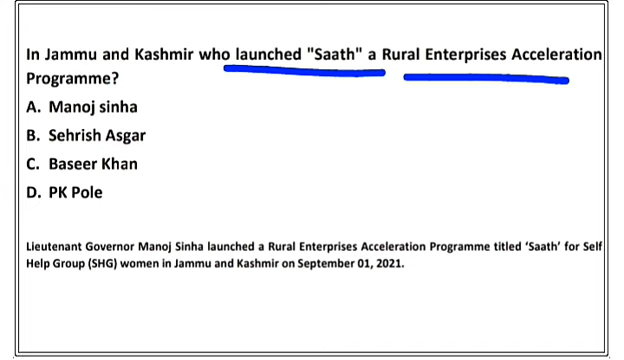 In Jammu and Kashmir who launched "Saath" a Rural Enterprises Acceleration
Programme?
A. Manoj sinha
B. Sehrish Asgar
C. Baseer Khan
D. PK Pole
Lieutenant Governor Manoj Sinha launched a Rural Enterprises Acceleration Programme titled ‘Saath’ for Self
Help Group (SHG) women in Jammu and Kashmir on September 01, 2021.